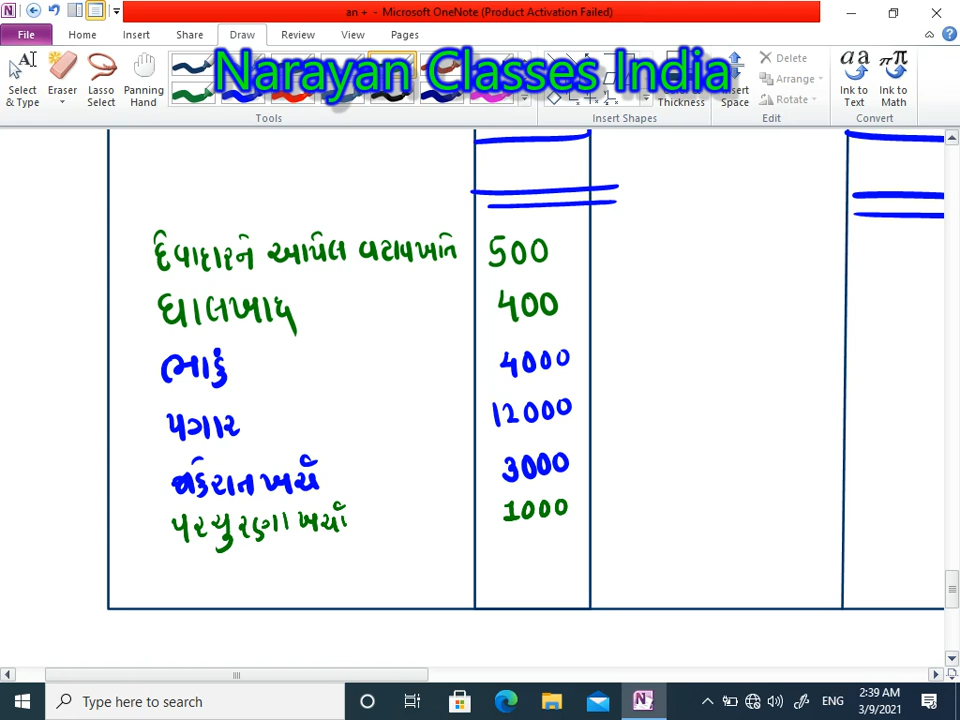 an + - Microsoft OneNote (Product Activation Failed)
File Home Insert Share Draw Review View Pages
Narayan Classes India
Select & Type Eraser Lasso Select Panning Hand
Thickness Insert Space Delete Arrange Rotate Ink to Text Ink to Math
Tools Insert Shapes Edit Convert
દેવાદારને આપેલ વટાવખાતે 500
ઘાલખાદ 400
ભાડું 4000
પગાર 12000
3000
પરચુરણ ખર્ચા 1000
Type here to search
ENG 2:39 AM
3/9/2021